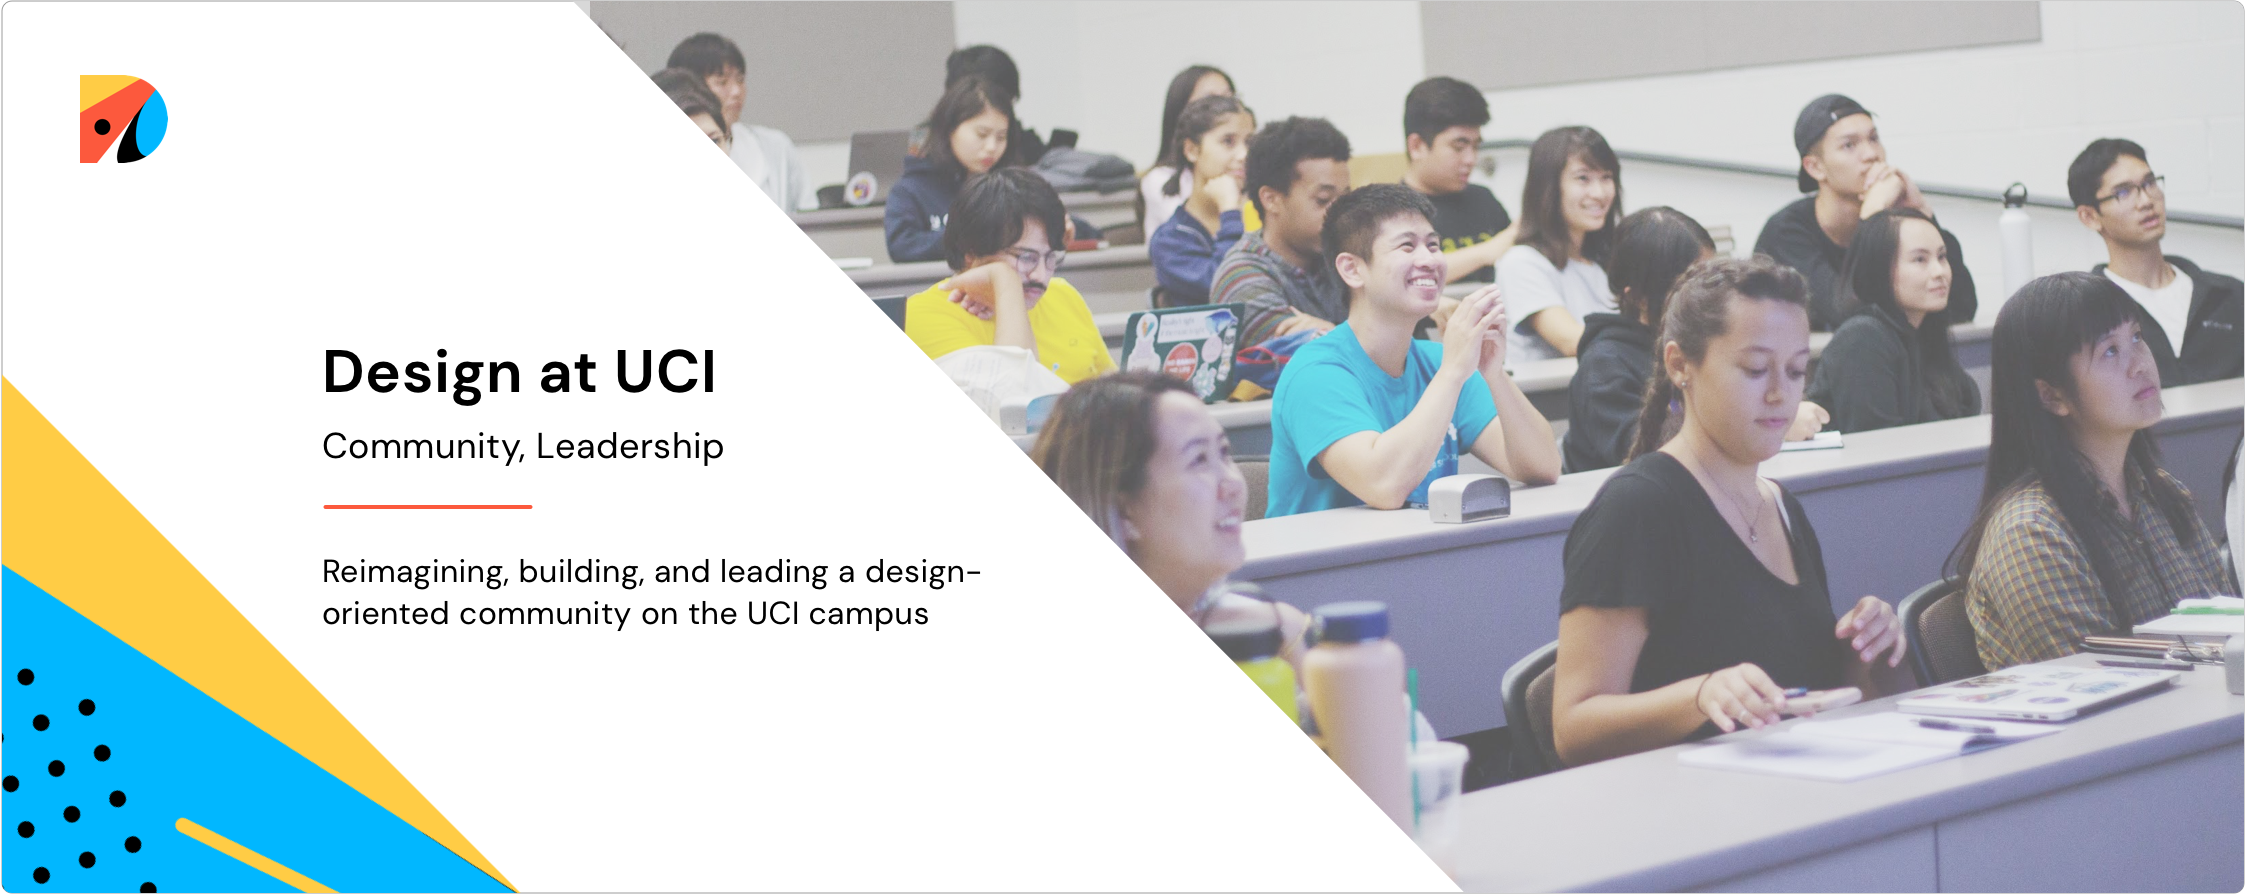 Design at UCI
Community, Leadership
Reimagining, building, and leading a design-
oriented community on the UCI campus